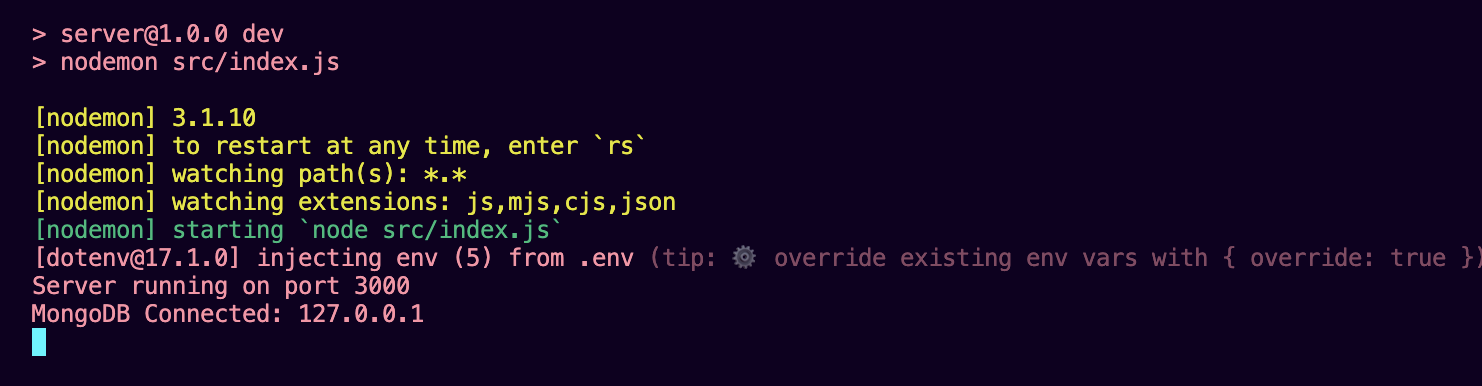 > server@1.0.0 dev
> nodemon src/index.js
[nodemon] 3.1.10
[nodemon] to restart at any time, enter `rs`
[nodemon] watching path(s): *.*
[nodemon] watching extensions: js,mjs,cjs,json
[nodemon] starting `node src/index.js`
[dotenv@17.1.0] injecting env (5) from .env (tip: ⚙️ override existing env vars with { override: true })
Server running on port 3000
MongoDB Connected: 127.0.0.1